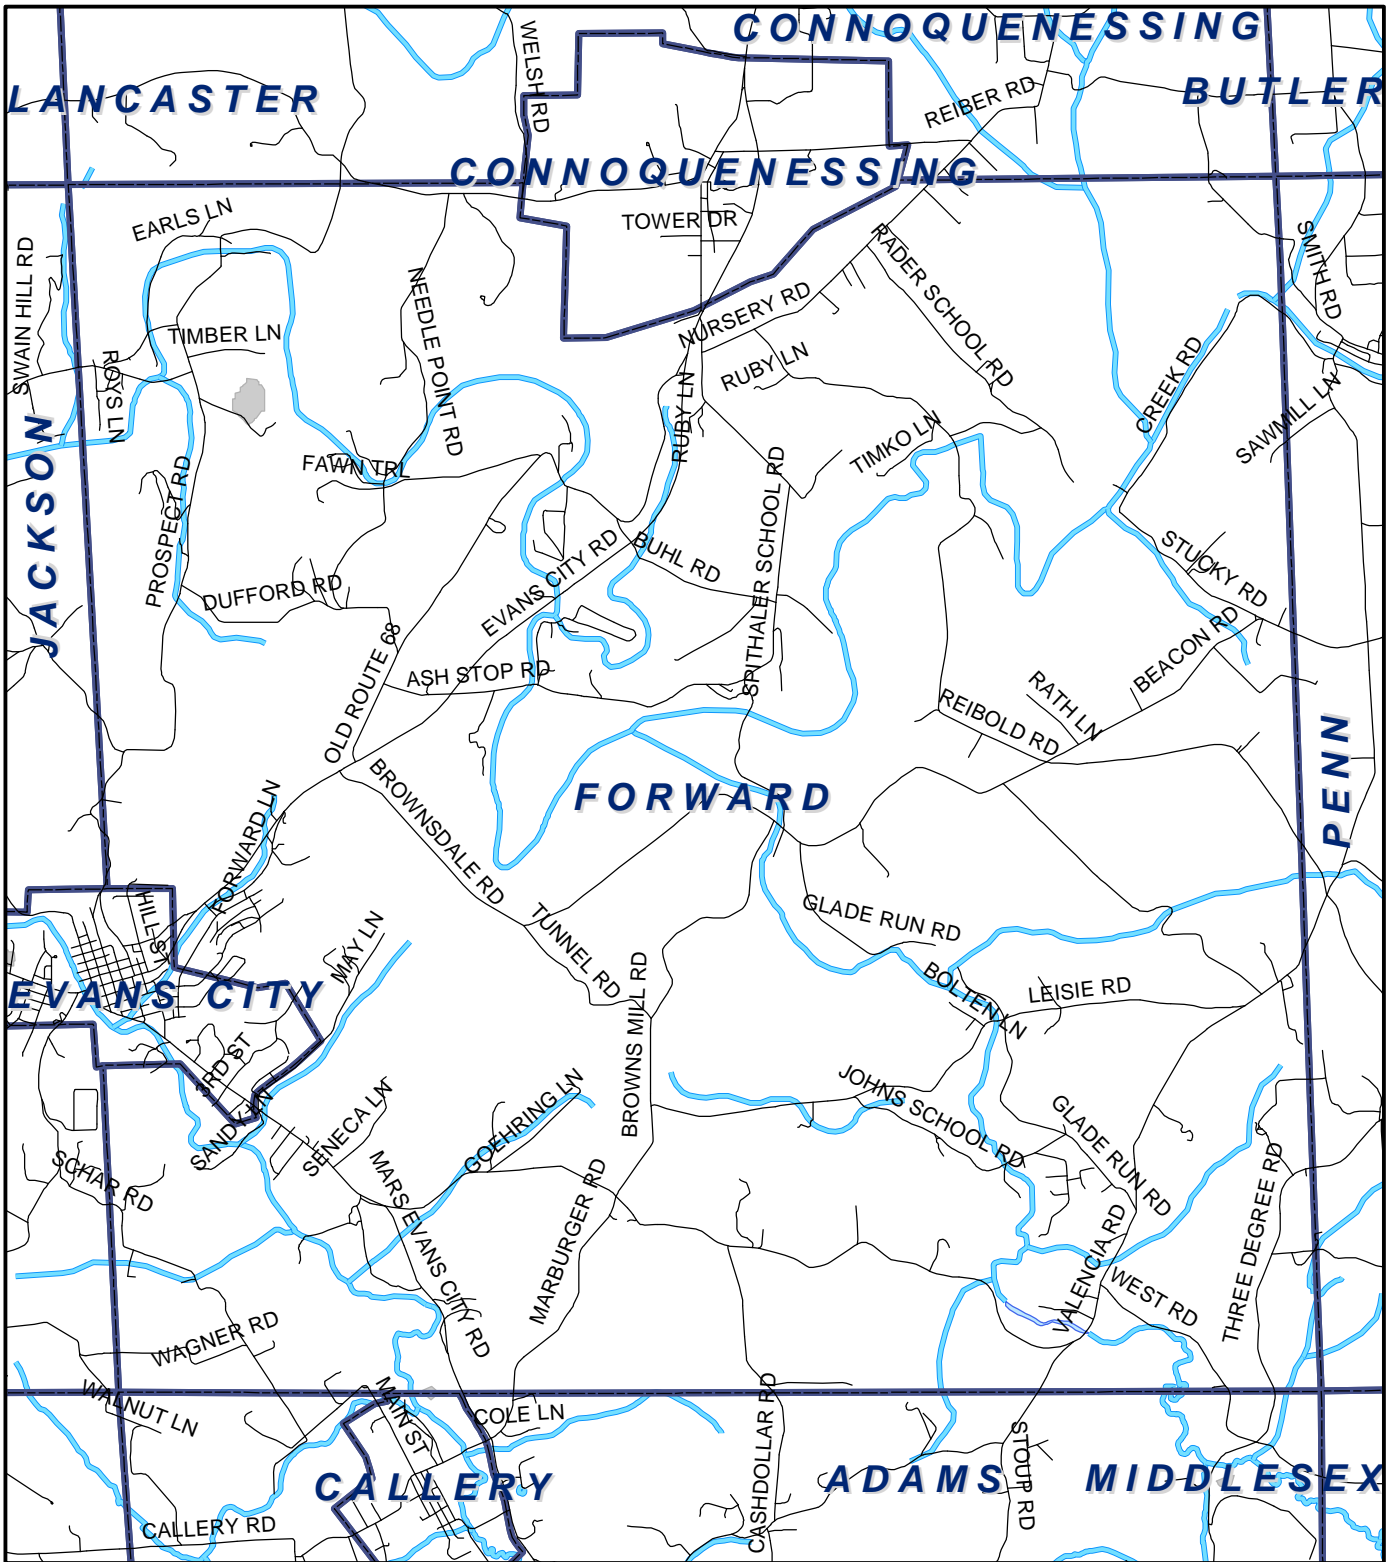 CONNOQUENESSING
WELSH RD
LANCASTER
BUTLER
REIBER RD
CONNOQUENESSING
EARLS LN
TOWER DR
RADER SCHOOL RD
SMITH RD
SWAIN HILL RD
NEEDLE POINT RD
NURSERY RD
TIMBER LN
ROYS LN
RUBY LN
RUBY LN
CREEK RD
SAWMILL LN
TIMKO LN
JACKSON
FAWN TRL
PROSPECT RD
SPITHALER SCHOOL RD
BUHL RD
EVANS CITY RD
STUCKY RD
DUFFORD RD
BEACON RD
OLD ROUTE 68
ASH STOP RD
RATH LN
REIBOLD RD
PENN
BROWNSDALE RD
FORWARD
FORWARD LN
HILL ST
MAY LN
TUNNEL RD
GLADE RUN RD
BROWNS MILL RD
BOLTEN LN
LEISIE RD
EVANS CITY
3RD ST
SANDY LN
SENECA LN
GOEHRING LN
JOHNS SCHOOL RD
GLADE RUN RD
SCHAR RD
MARS EVANS CITY RD
MARBURGER RD
THREE DEGREE RD
VALENCIA RD
WEST RD
WAGNER RD
WALNUT LN
MAIN ST
COLE LN
CASHDOLLAR RD
STOUP RD
CALLERY
ADAMS
MIDDLESEX
CALLERY RD